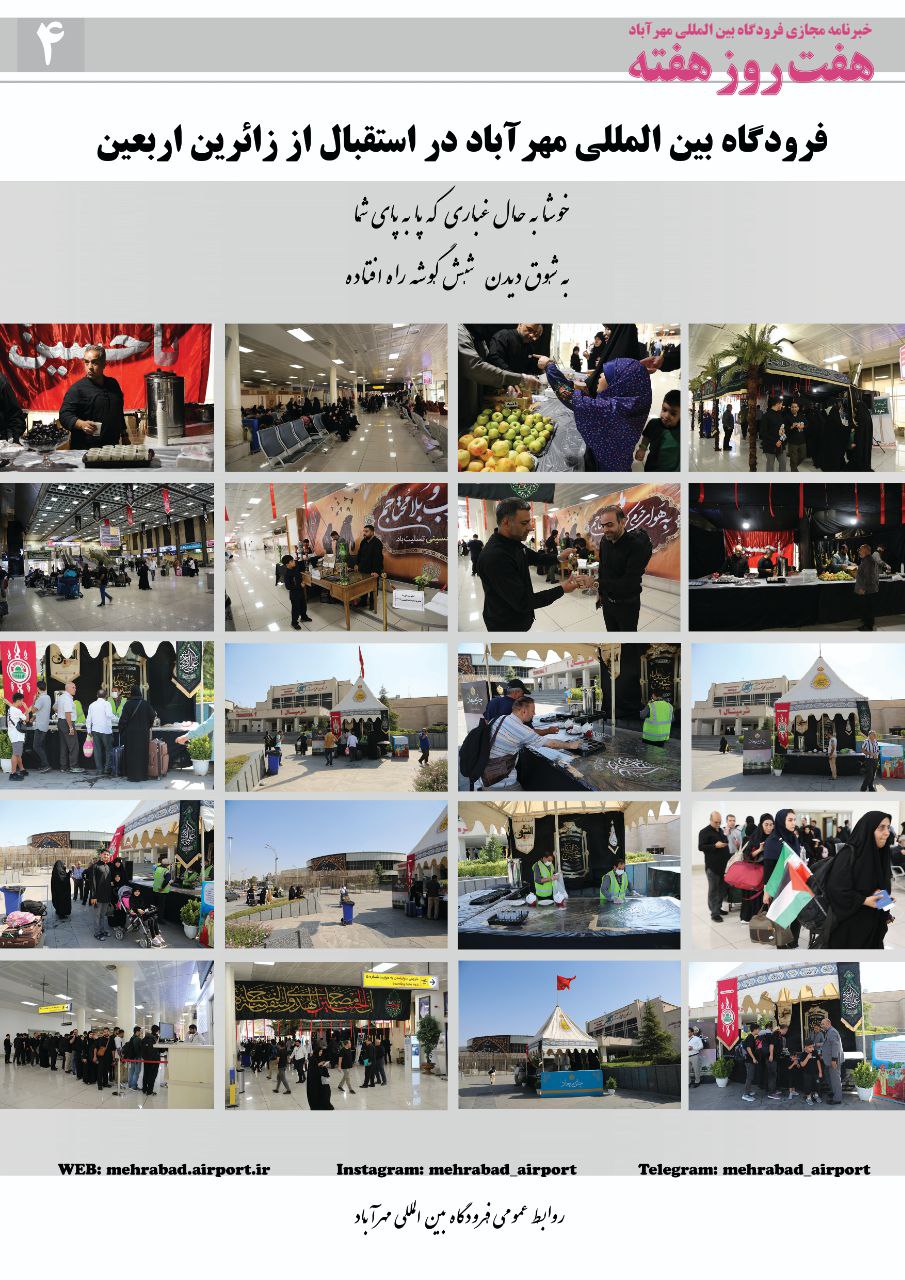 خبرنامه مجازی فرودگاه بین المللی مهرآباد
هفت روز هفته
۴
فرودگاه بین المللی مهرآباد در استقبال از زائرین اربعین
خوشا به حال غباری که پا به پای شما
به شوق دیدن شش گوشه راه افتاده
یا حسین
WEB: mehrabad.airport.ir
Instagram: mehrabad_airport
Telegram: mehrabad_airport
روابط عمومی فرودگاه بین المللی مهرآباد